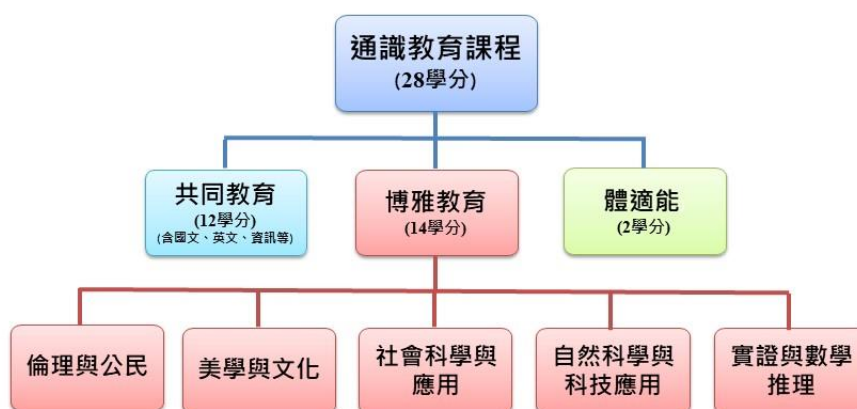 通識教育課程
(28學分)
共同教育
(12學分)
(含國文、英文、資訊等)
博雅教育
(14學分)
體適能
(2學分)
倫理與公民
美學與文化
社會科學與
應用
自然科學與
科技應用
實證與數學
推理